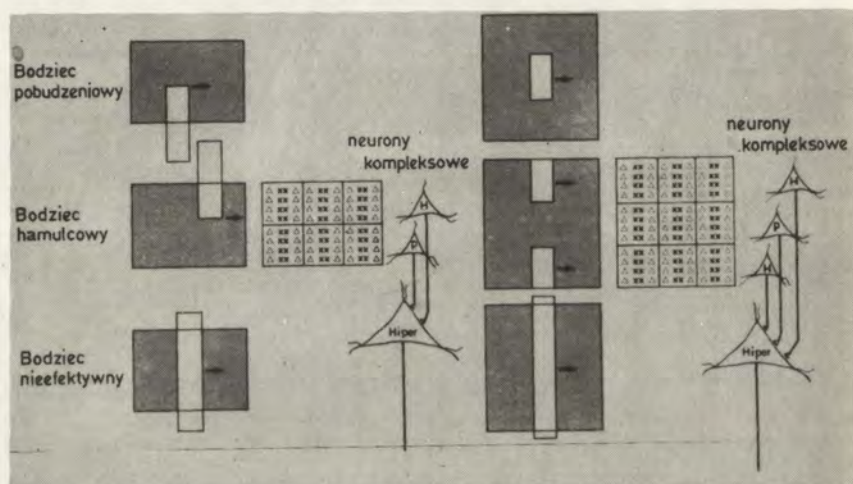 Bodziec
pobudzeniowy
neurony
kompleksowe
H
P
Hiper
Bodziec
hamulcowy
Bodziec
nieefektywny
neurony
kompleksowe
H
P
H
Hiper